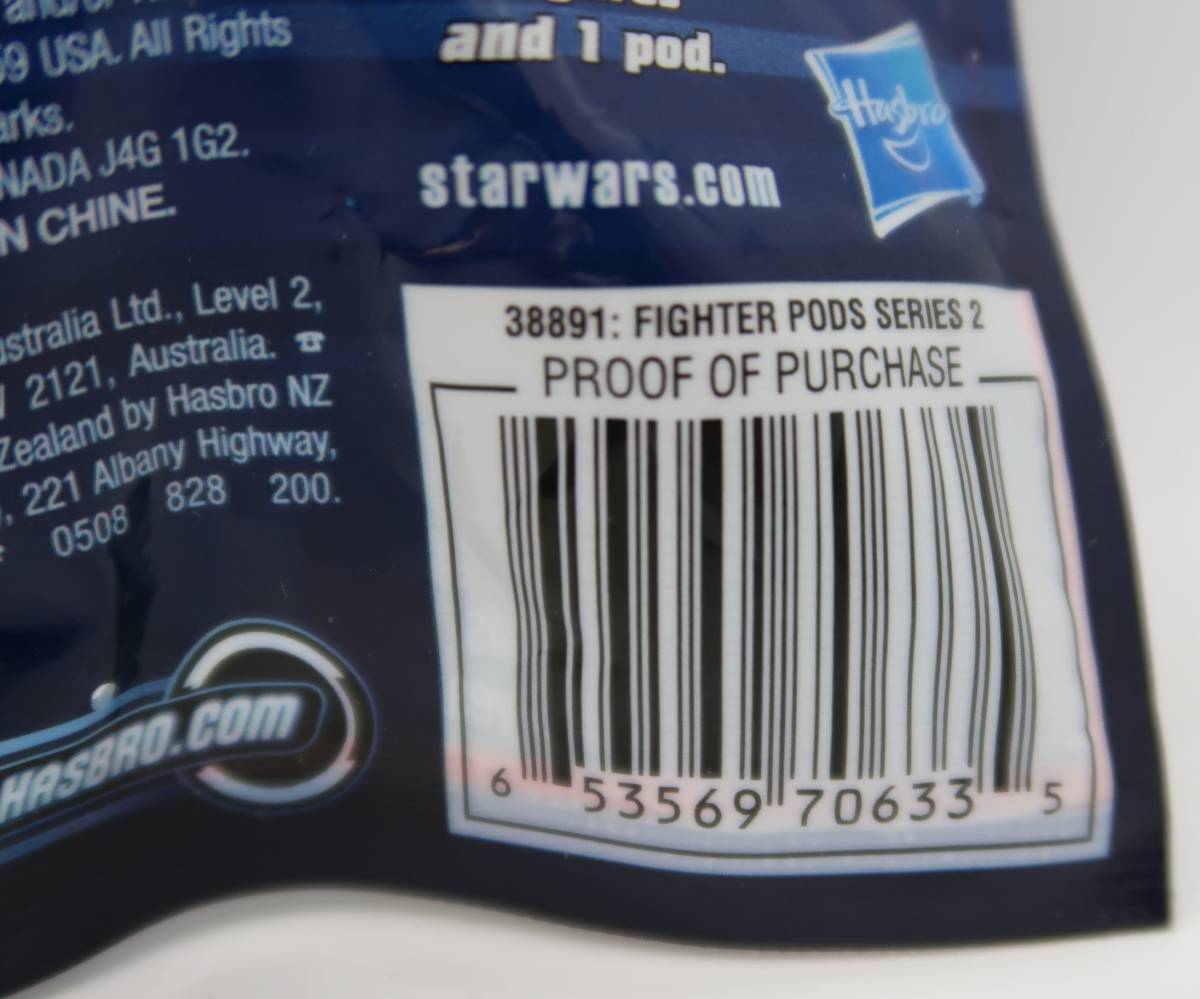 59 USA. All Rights
arks.
NADA J4G 1G2.
N CHINE.
ustralia Ltd., Level 2,
2121, Australia. ☎
Zealand by Hasbro NZ
, 221 Albany Highway,
0508 828 200.
HASBRO.COM
and 1 pod.
Hasbro
starwars.com
38891: FIGHTER PODS SERIES 2
PROOF OF PURCHASE
6 53569 70633 5